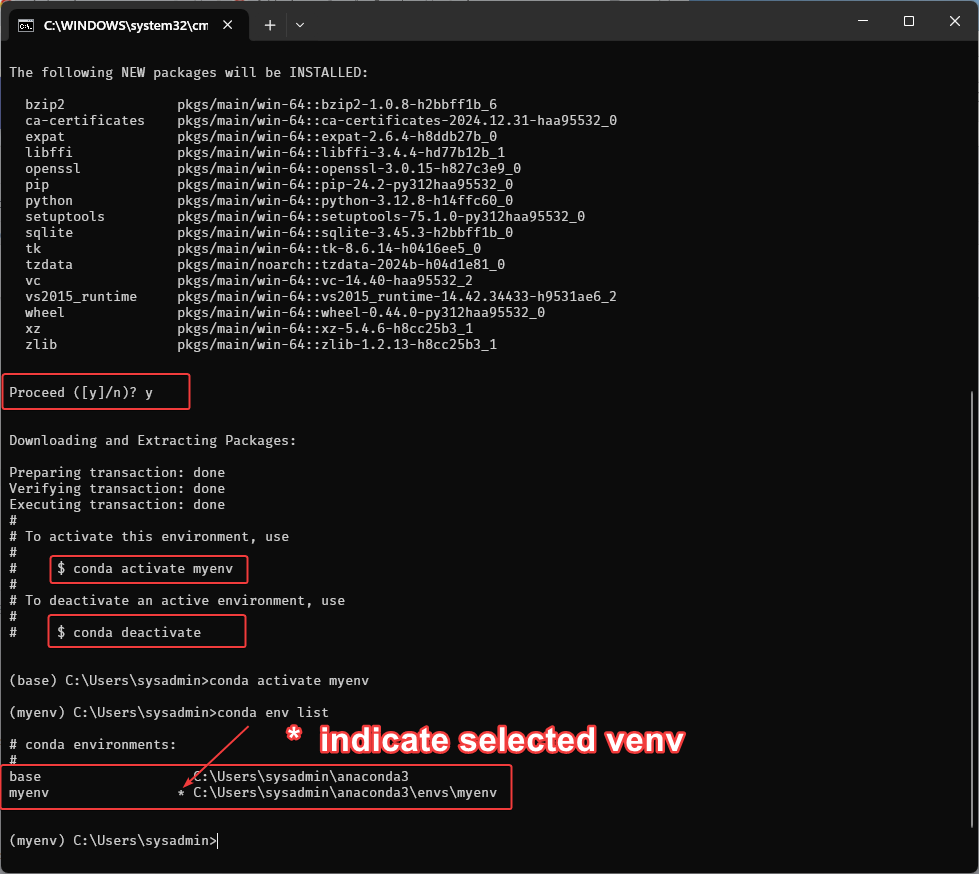 C:\WINDOWS\system32\cm
The following NEW packages will be INSTALLED:
bzip2 pkgs/main/win-64::bzip2-1.0.8-h2bbff1b_6
ca-certificates pkgs/main/win-64::ca-certificates-2024.12.31-haa95532_0
expat pkgs/main/win-64::expat-2.6.4-h8ddb27b_0
libffi pkgs/main/win-64::libffi-3.4.4-hd77b12b_1
openssl pkgs/main/win-64::openssl-3.0.15-h827c3e9_0
pip pkgs/main/win-64::pip-24.2-py312haa95532_0
python pkgs/main/win-64::python-3.12.8-h14ffc60_0
setuptools pkgs/main/win-64::setuptools-75.1.0-py312haa95532_0
sqlite pkgs/main/win-64::sqlite-3.45.3-h2bbff1b_0
tk pkgs/main/win-64::tk-8.6.14-h0416ee5_0
tzdata pkgs/main/noarch::tzdata-2024b-h04d1e81_0
vc pkgs/main/win-64::vc-14.40-haa95532_2
vs2015_runtime pkgs/main/win-64::vs2015_runtime-14.42.34433-h9531ae6_2
wheel pkgs/main/win-64::wheel-0.44.0-py312haa95532_0
xz pkgs/main/win-64::xz-5.4.6-h8cc25b3_1
zlib pkgs/main/win-64::zlib-1.2.13-h8cc25b3_1
Proceed ([y]/n)? y
Downloading and Extracting Packages:
Preparing transaction: done
Verifying transaction: done
Executing transaction: done
#
# To activate this environment, use
#
# $ conda activate myenv
#
# To deactivate an active environment, use
#
# $ conda deactivate
(base) C:\Users\sysadmin>conda activate myenv
(myenv) C:\Users\sysadmin>conda env list
* indicate selected venv
# conda environments:
#
base C:\Users\sysadmin\anaconda3
myenv * C:\Users\sysadmin\anaconda3\envs\myenv
(myenv) C:\Users\sysadmin>